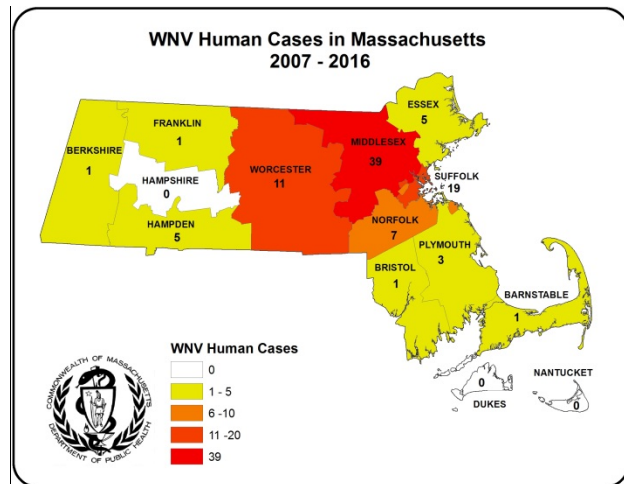 WNV Human Cases in Massachusetts
2007 - 2016
ESSEX
5
FRANKLIN
1
MIDDLESEX
39
BERKSHIRE
1
WORCESTER
11
SUFFOLK
19
HAMPSHIRE
0
NORFOLK
7
HAMPDEN
5
PLYMOUTH
3
BRISTOL
1
BARNSTABLE
1
NANTUCKET
0
0
DUKES
WNV Human Cases
0
1 - 5
6 -10
11 -20
39
COMMONWEALTH OF MASSACHUSETTS
DEPARTMENT OF PUBLIC HEALTH